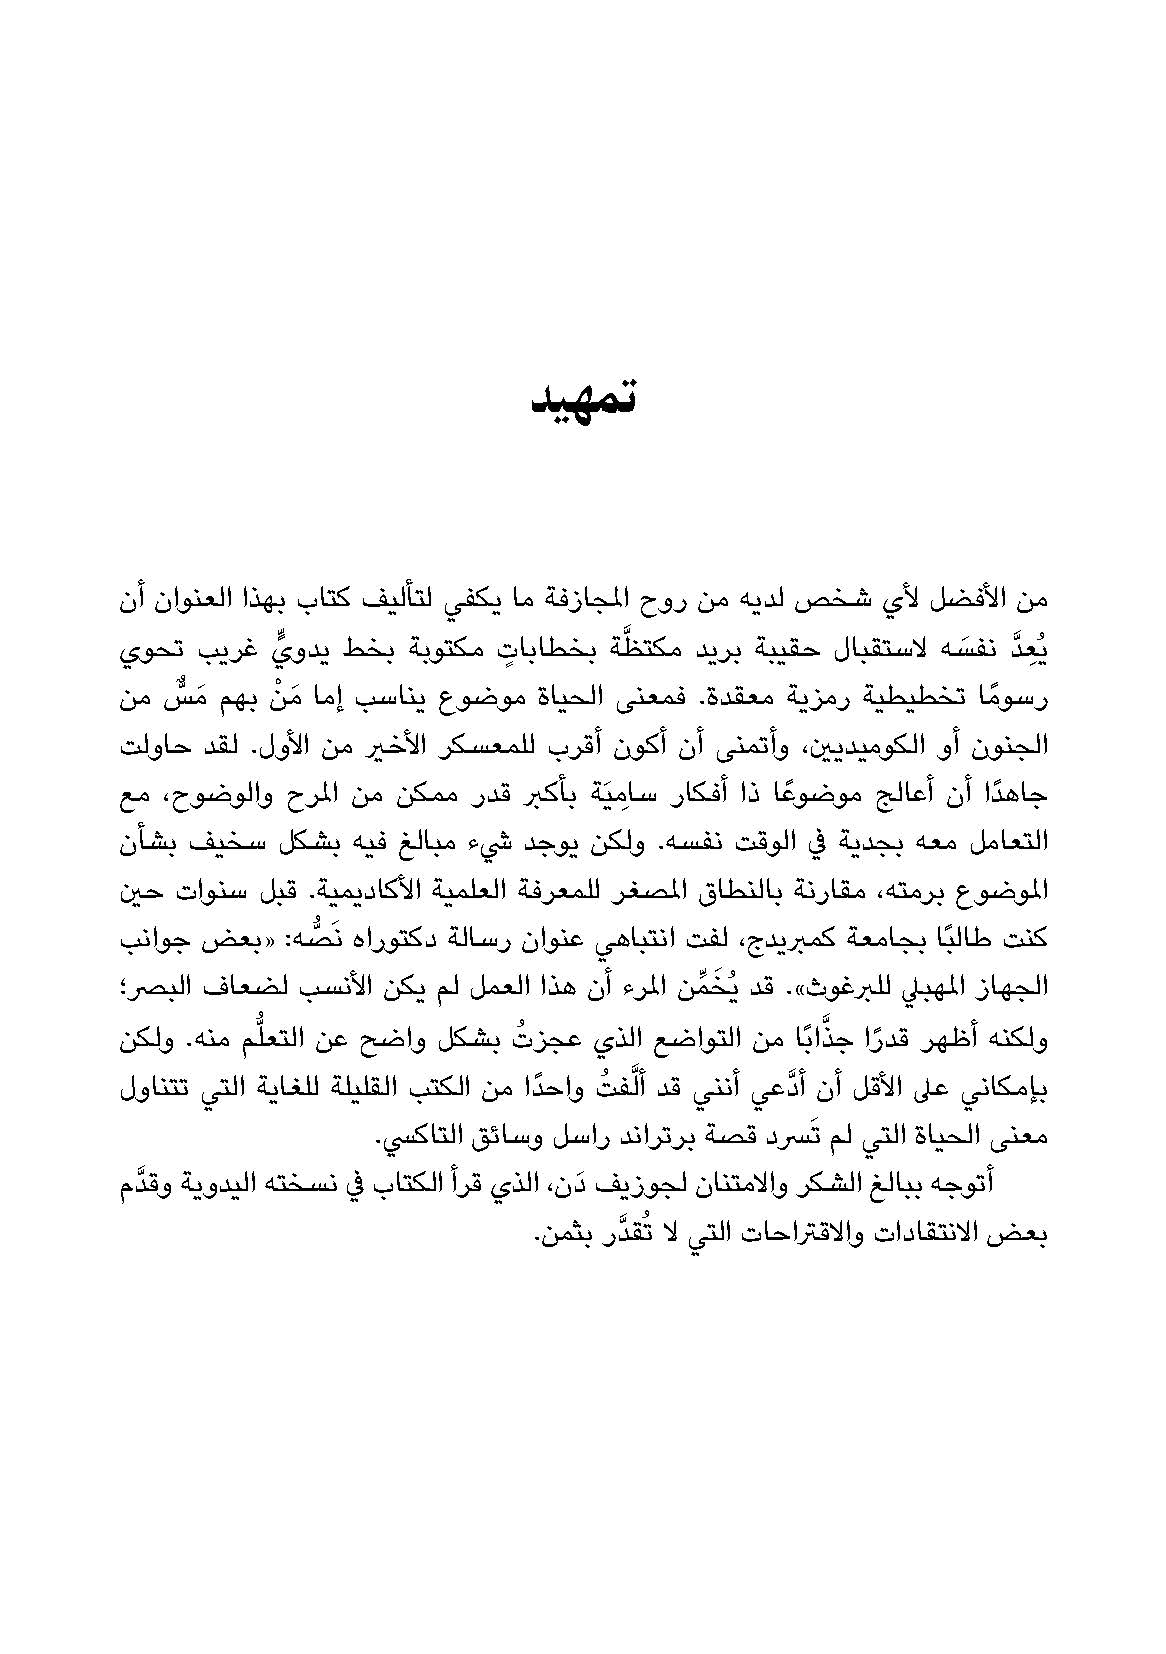 تمهيد
من الأفضل لأي شخص لديه من روح المجازفة ما يكفي لتأليف كتاب بهذا العنوان أن
يُعِدَّ نفسَه لاستقبال حقيبة بريد مكتظَّة بخطاباتٍ مكتوبة بخط يدويٍّ غريب تحوي
رسومًا تخطيطية رمزية معقدة. فمعنى الحياة موضوع يناسب إما مَنْ بهم مَسٌّ من
الجنون أو الكوميديين، وأتمنى أن أكون أقرب للمعسكر الأخير من الأول. لقد حاولت
جاهدًا أن أعالج موضوعًا ذا أفكار سامِيَة بأكبر قدر ممكن من المرح والوضوح، مع
التعامل معه بجدية في الوقت نفسه. ولكن يوجد شيء مبالغ فيه بشكل سخيف بشأن
الموضوع برمته، مقارنة بالنطاق المصغر للمعرفة العلمية الأكاديمية. قبل سنوات حين
كنت طالبًا بجامعة كمبريدج، لفت انتباهي عنوان رسالة دكتوراه نَصُّه: «بعض جوانب
الجهاز المهبلي للبرغوث». قد يُخَمِّن المرء أن هذا العمل لم يكن الأنسب لضعاف البصر؛
ولكنه أظهر قدرًا جذَّابًا من التواضع الذي عجزتُ بشكل واضح عن التعلُّم منه. ولكن
بإمكاني على الأقل أن أدَّعي أنني قد ألَّفتُ واحدًا من الكتب القليلة للغاية التي تتناول
معنى الحياة التي لم تَسرد قصة برتراند راسل وسائق التاكسي.
أتوجه ببالغ الشكر والامتنان لجوزيف دَن، الذي قرأ الكتاب في نسخته اليدوية وقدَّم
بعض الانتقادات والاقتراحات التي لا تُقدَّر بثمن.